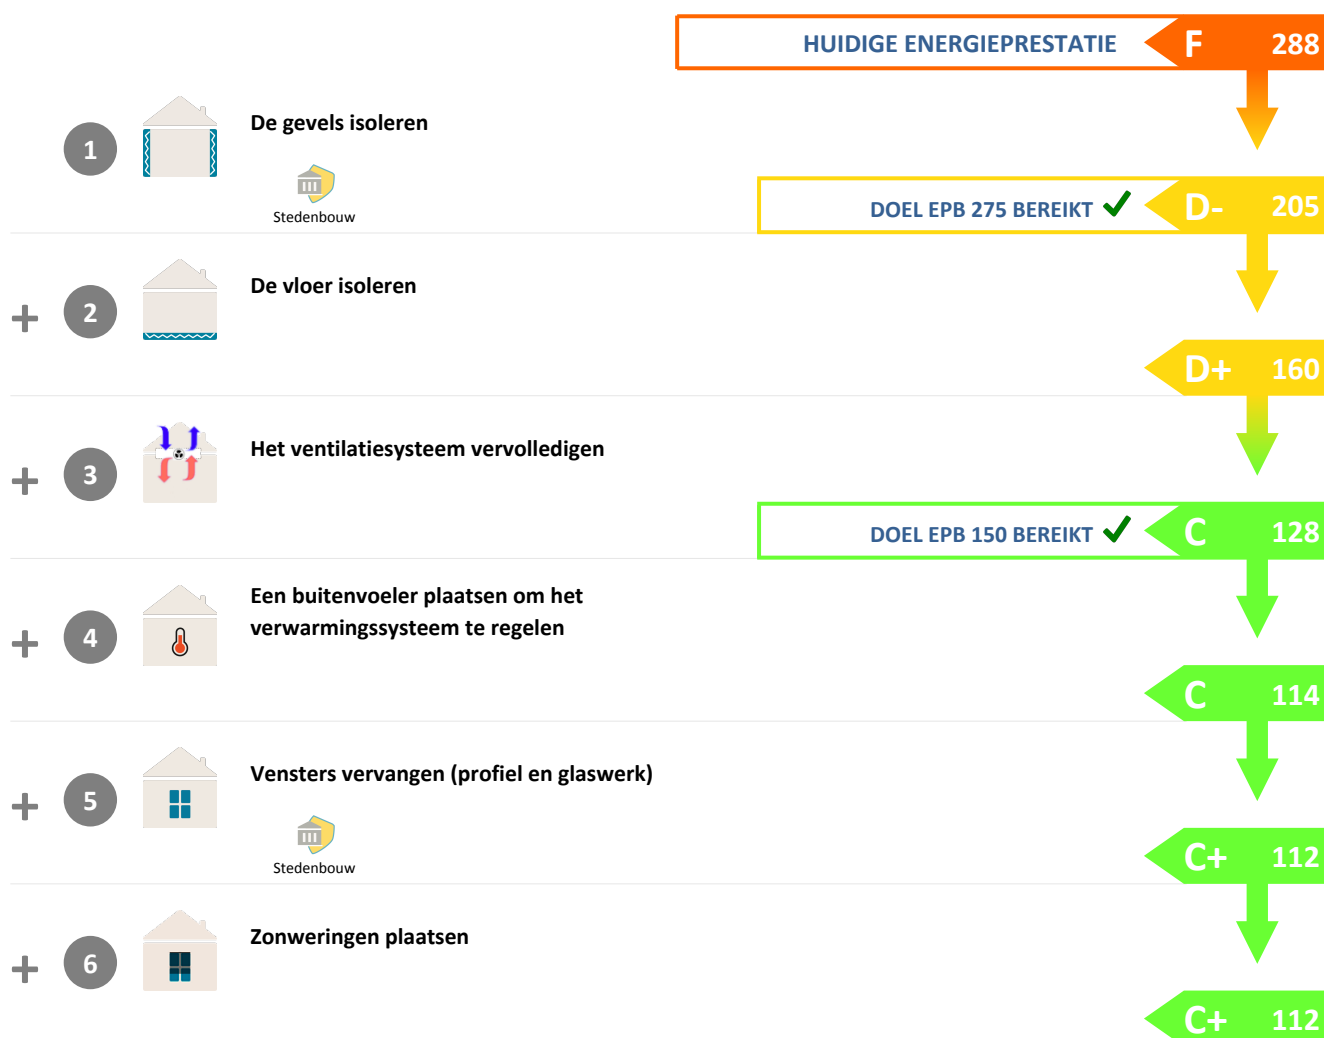 HUIDIGE ENERGIEPRESTATIE F 288
1 De gevels isoleren
Stedenbouw
DOEL EPB 275 BEREIKT D- 205
+ 2 De vloer isoleren
D+ 160
+ 3 Het ventilatiesysteem vervolledigen
DOEL EPB 150 BEREIKT C 128
+ 4 Een buitenvoeler plaatsen om het
verwarmingssysteem te regelen
C 114
+ 5 Vensters vervangen (profiel en glaswerk)
Stedenbouw
C+ 112
+ 6 Zonweringen plaatsen
C+ 112